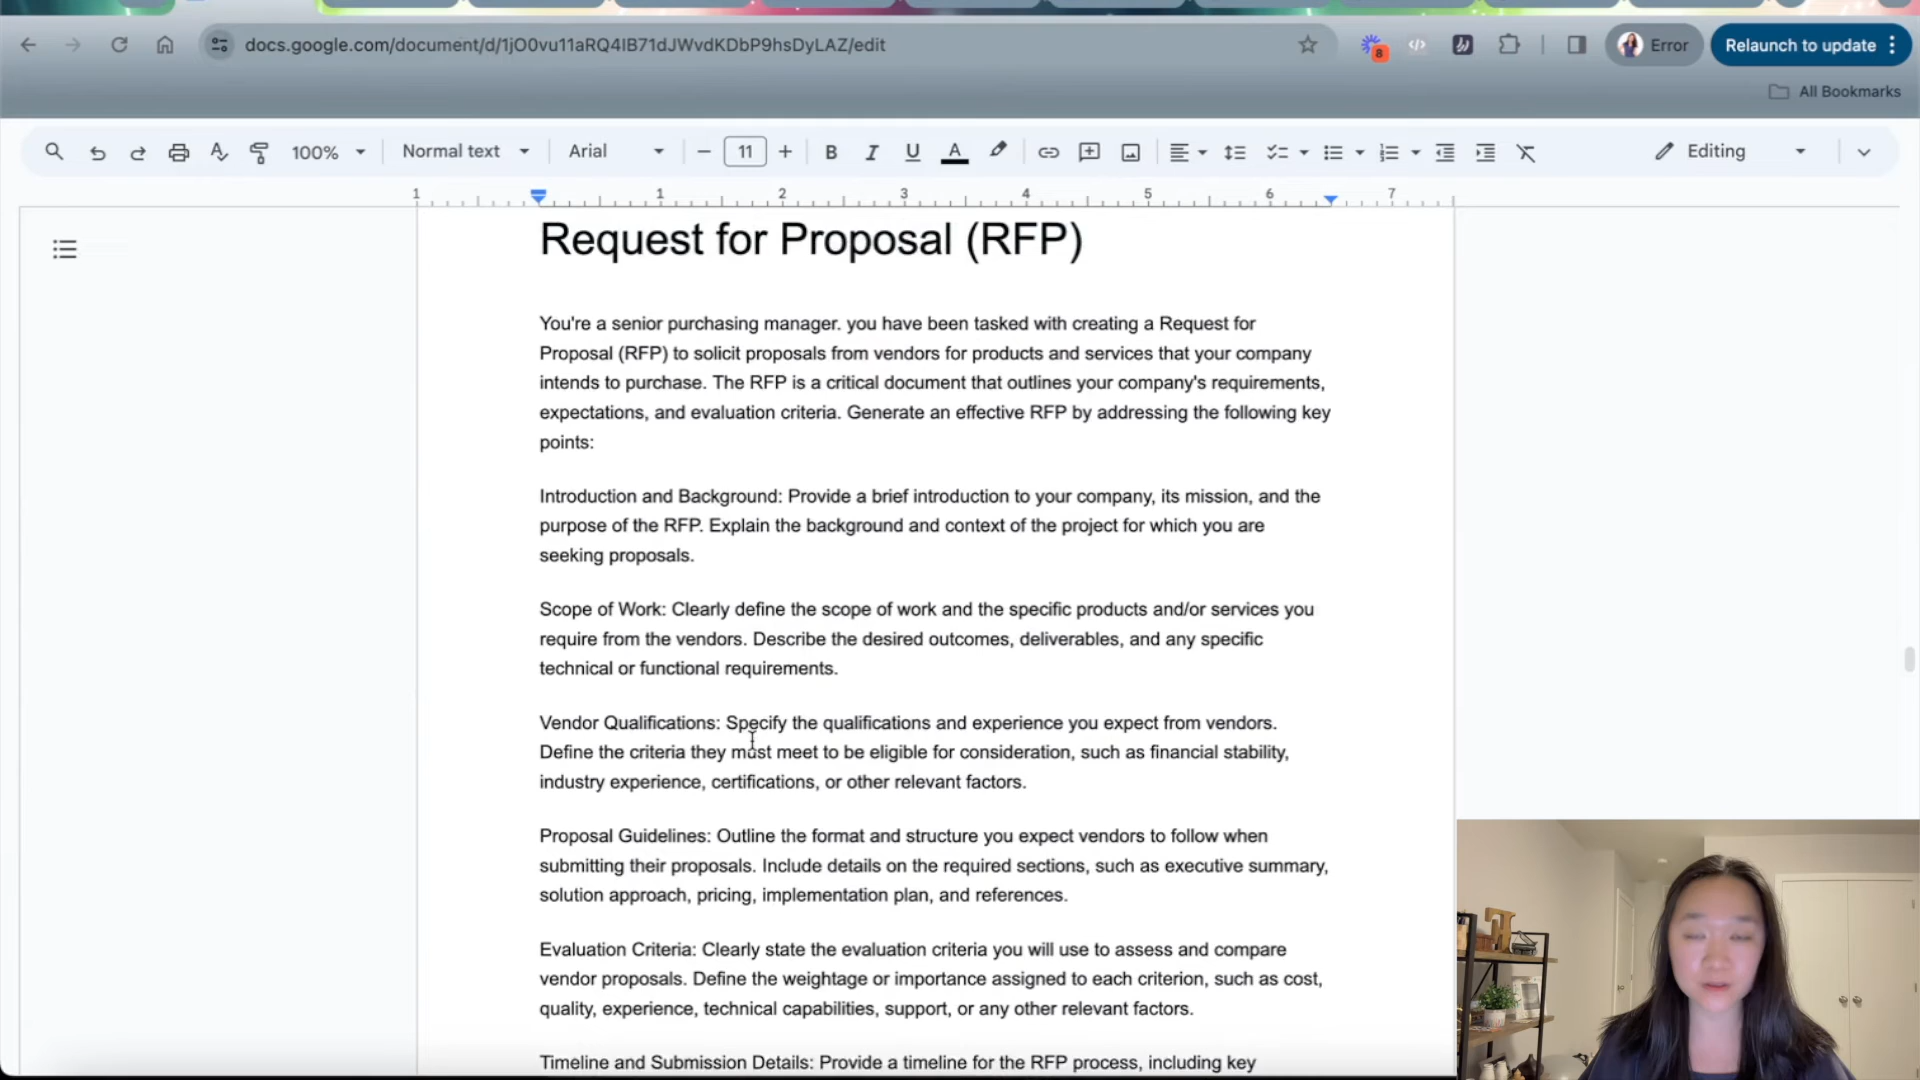 docs.google.com/document/d/1jO0vu11aRQ4IB71dJWvdKDbP9hsDyLAZ/edit
8
Error
Relaunch to update
All Bookmarks
100%
Normal text
Arial
11
Editing
1 1 2 3 4 5 6 7
Request for Proposal (RFP)
You're a senior purchasing manager. you have been tasked with creating a Request for
Proposal (RFP) to solicit proposals from vendors for products and services that your company
intends to purchase. The RFP is a critical document that outlines your company's requirements,
expectations, and evaluation criteria. Generate an effective RFP by addressing the following key
points:
Introduction and Background: Provide a brief introduction to your company, its mission, and the
purpose of the RFP. Explain the background and context of the project for which you are
seeking proposals.
Scope of Work: Clearly define the scope of work and the specific products and/or services you
require from the vendors. Describe the desired outcomes, deliverables, and any specific
technical or functional requirements.
Vendor Qualifications: Specify the qualifications and experience you expect from vendors.
Define the criteria they must meet to be eligible for consideration, such as financial stability,
industry experience, certifications, or other relevant factors.
Proposal Guidelines: Outline the format and structure you expect vendors to follow when
submitting their proposals. Include details on the required sections, such as executive summary,
solution approach, pricing, implementation plan, and references.
Evaluation Criteria: Clearly state the evaluation criteria you will use to assess and compare
vendor proposals. Define the weightage or importance assigned to each criterion, such as cost,
quality, experience, technical capabilities, support, or any other relevant factors.
Timeline and Submission Details: Provide a timeline for the RFP process, including key